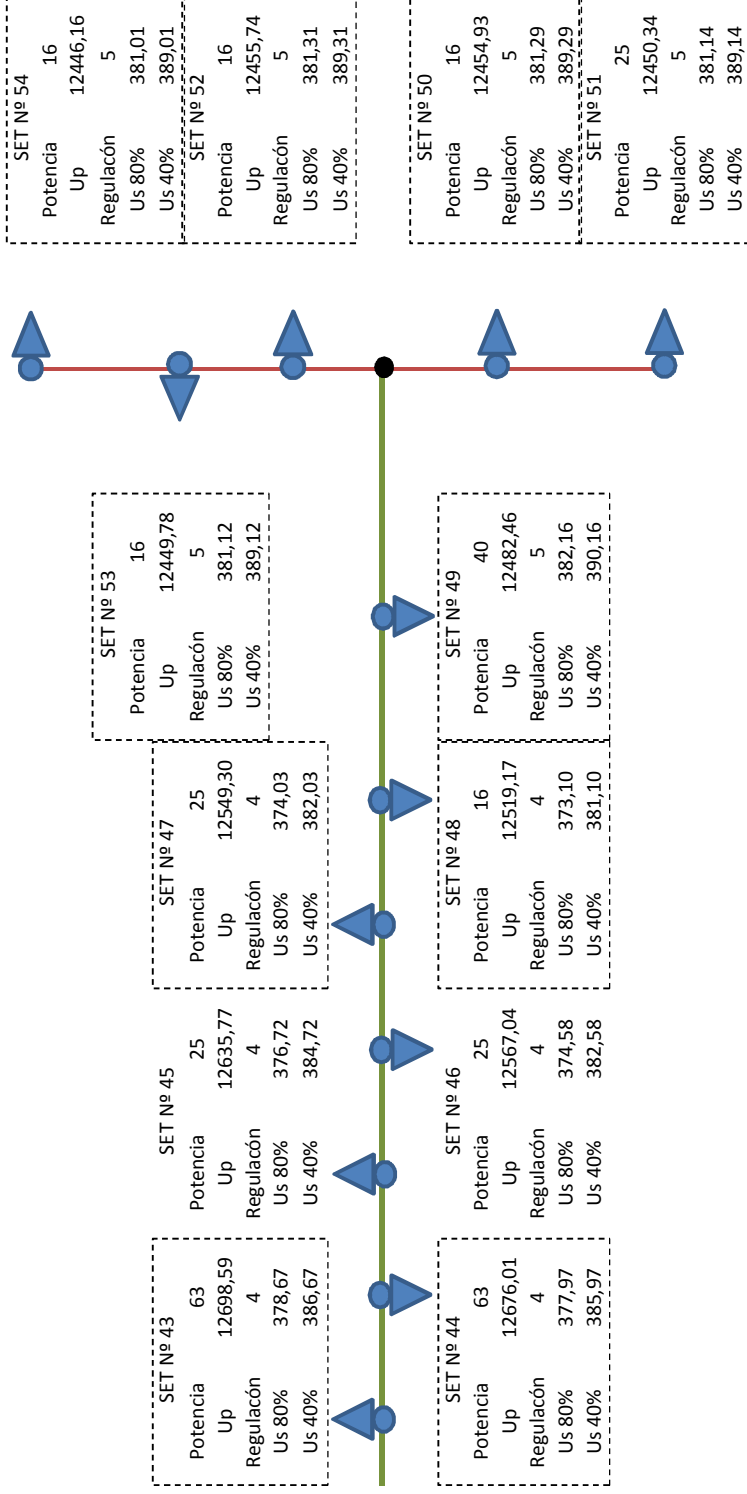 SET Nº 43
Potencia 63
Up 12698,59
Regulacón 4
Us 80% 378,67
Us 40% 386,67
SET Nº 44
Potencia 63
Up 12676,01
Regulacón 4
Us 80% 377,97
Us 40% 385,97
SET Nº 45
Potencia 25
Up 12635,77
Regulacón 4
Us 80% 376,72
Us 40% 384,72
SET Nº 46
Potencia 25
Up 12567,04
Regulacón 4
Us 80% 374,58
Us 40% 382,58
SET Nº 47
Potencia 25
Up 12549,30
Regulacón 4
Us 80% 374,03
Us 40% 382,03
SET Nº 48
Potencia 16
Up 12519,17
Regulacón 4
Us 80% 373,10
Us 40% 381,10
SET Nº 53
Potencia 16
Up 12449,78
Regulacón 5
Us 80% 381,12
Us 40% 389,12
SET Nº 49
Potencia 40
Up 12482,46
Regulacón 5
Us 80% 382,16
Us 40% 390,16
SET Nº 54
Potencia 16
Up 12446,16
Regulacón 5
Us 80% 381,01
Us 40% 389,01
SET Nº 52
Potencia 16
Up 12455,74
Regulacón 5
Us 80% 381,31
Us 40% 389,31
SET Nº 50
Potencia 16
Up 12454,93
Regulacón 5
Us 80% 381,29
Us 40% 389,29
SET Nº 51
Potencia 25
Up 12450,34
Regulacón 5
Us 80% 381,14
Us 40% 389,14